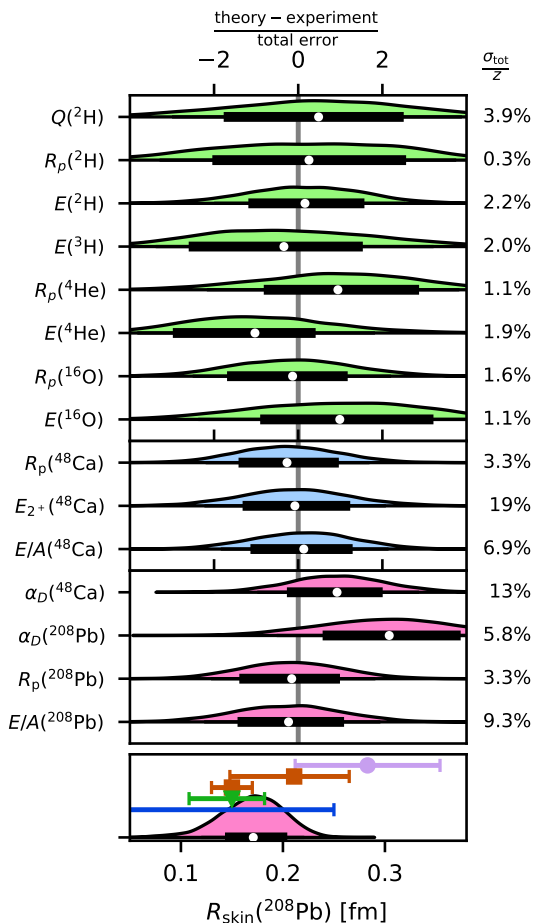 theory − experiment
total error
−2 0 2
σtot
z
Q(²H) 3.9%
Rp(²H) 0.3%
E(²H) 2.2%
E(³H) 2.0%
Rp(⁴He) 1.1%
E(⁴He) 1.9%
Rp(¹⁶O) 1.6%
E(¹⁶O) 1.1%
Rp(⁴⁸Ca) 3.3%
E2⁺(⁴⁸Ca) 19%
E/A(⁴⁸Ca) 6.9%
αD(⁴⁸Ca) 13%
αD(²⁰⁸Pb) 5.8%
Rp(²⁰⁸Pb) 3.3%
E/A(²⁰⁸Pb) 9.3%
0.1 0.2 0.3
Rskin(²⁰⁸Pb) [fm]